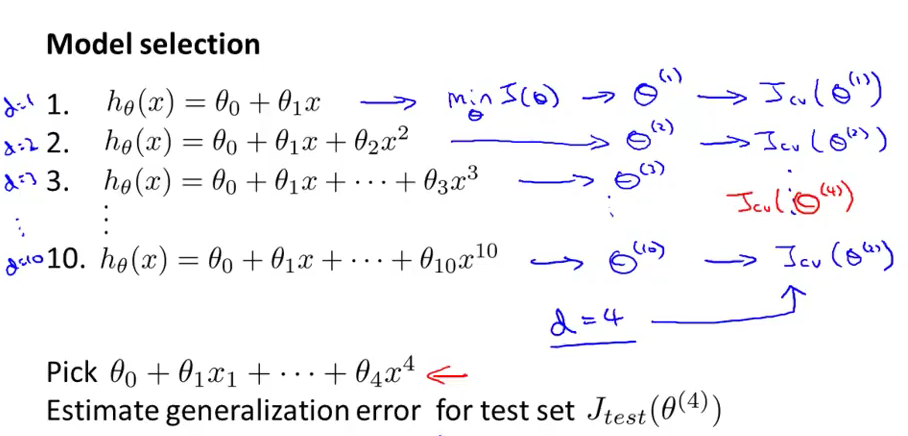 Model selection
d=1 1. hθ(x) = θ0 + θ1x → min J(θ) → Θ^(1) → Jcv(Θ^(1))
θ
d=2 2. hθ(x) = θ0 + θ1x + θ2x² → Θ^(2) → Jcv(Θ^(2))
d=3 3. hθ(x) = θ0 + θ1x + ··· + θ3x³ → Θ^(3)
⋮ ⋮ ⋮ ⋮
Jcv(Θ^(4))
d=10 10. hθ(x) = θ0 + θ1x + ··· + θ10x¹⁰ → Θ^(10) → Jcv(Θ^(10))
d=4
Pick θ0 + θ1x1 + ··· + θ4x⁴ ←
Estimate generalization error for test set Jtest(θ^(4))